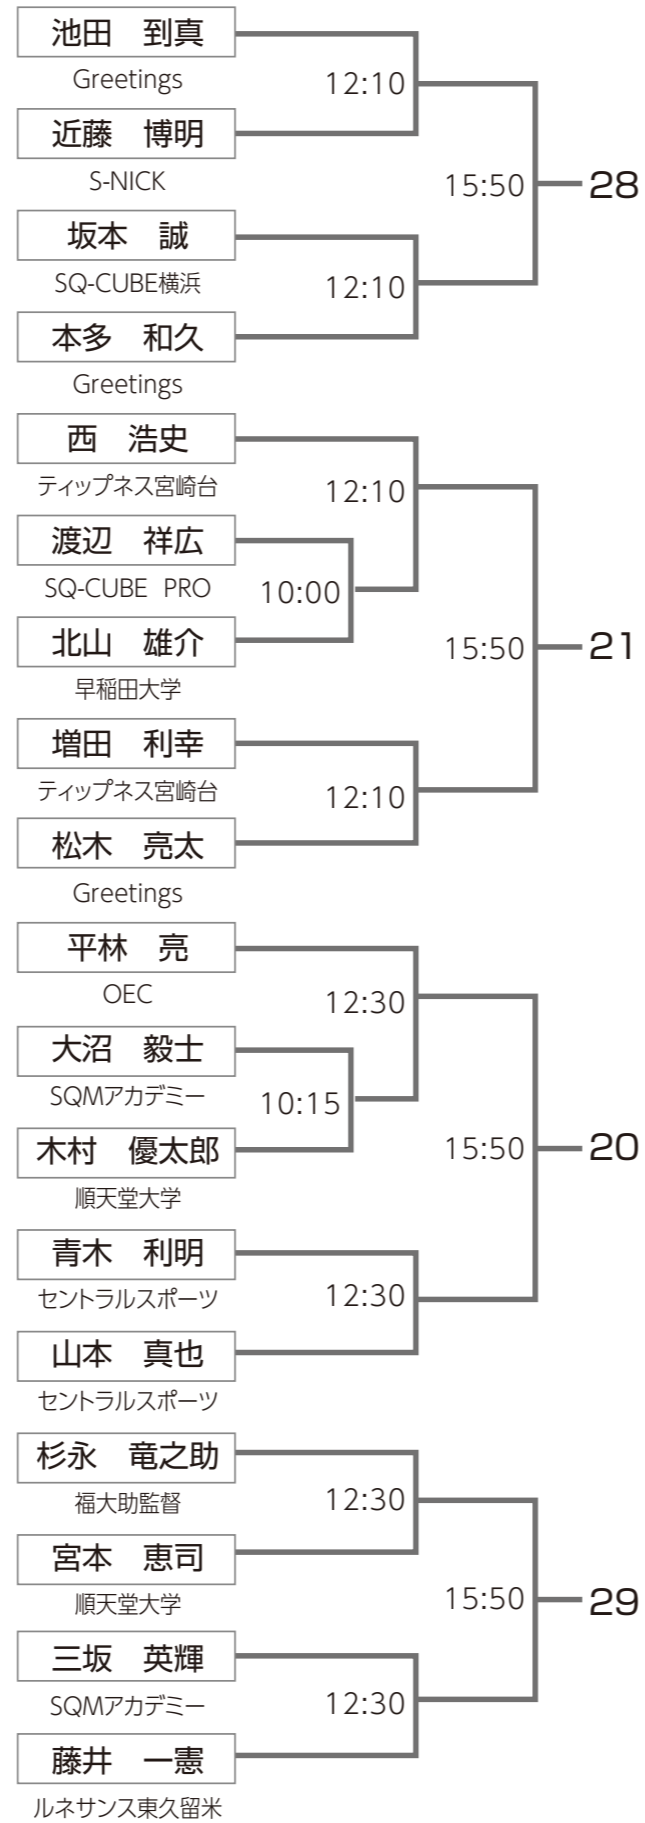 池田　到真
Greetings
12:10
近藤　博明
S-NICK
15:50
28
坂本　誠
SQ-CUBE横浜
12:10
本多　和久
Greetings
西　浩史
ティップネス宮崎台
12:10
渡辺　祥広
SQ-CUBE PRO
10:00
北山　雄介
早稲田大学
15:50
21
増田　利幸
ティップネス宮崎台
12:10
松木　亮太
Greetings
平林　亮
OEC
12:30
大沼　毅士
SQMアカデミー
10:15
木村　優太郎
順天堂大学
15:50
20
青木　利明
セントラルスポーツ
12:30
山本　真也
セントラルスポーツ
杉永　竜之助
福大助監督
12:30
宮本　恵司
順天堂大学
15:50
29
三坂　英輝
SQMアカデミー
12:30
藤井　一憲
ルネサンス東久留米